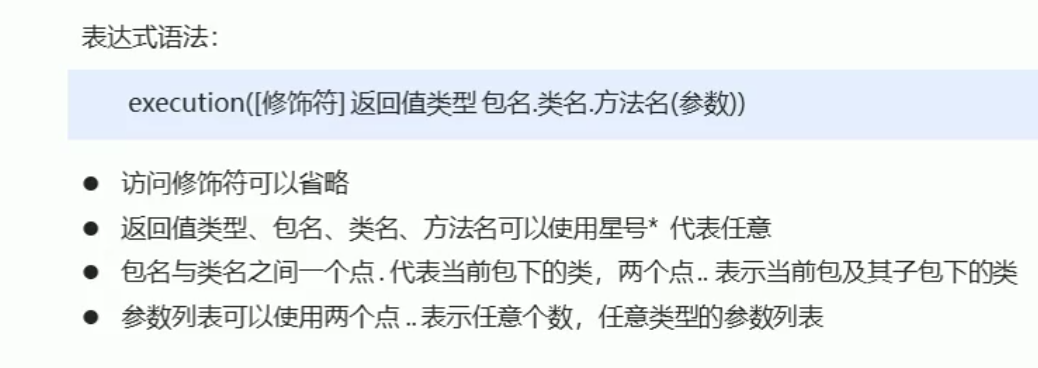 表达式语法：
execution([修饰符] 返回值类型 包名.类名.方法名(参数))
● 访问修饰符可以省略
● 返回值类型、包名、类名、方法名可以使用星号* 代表任意
● 包名与类名之间一个点 . 代表当前包下的类，两个点 .. 表示当前包及其子包下的类
● 参数列表可以使用两个点 .. 表示任意个数，任意类型的参数列表